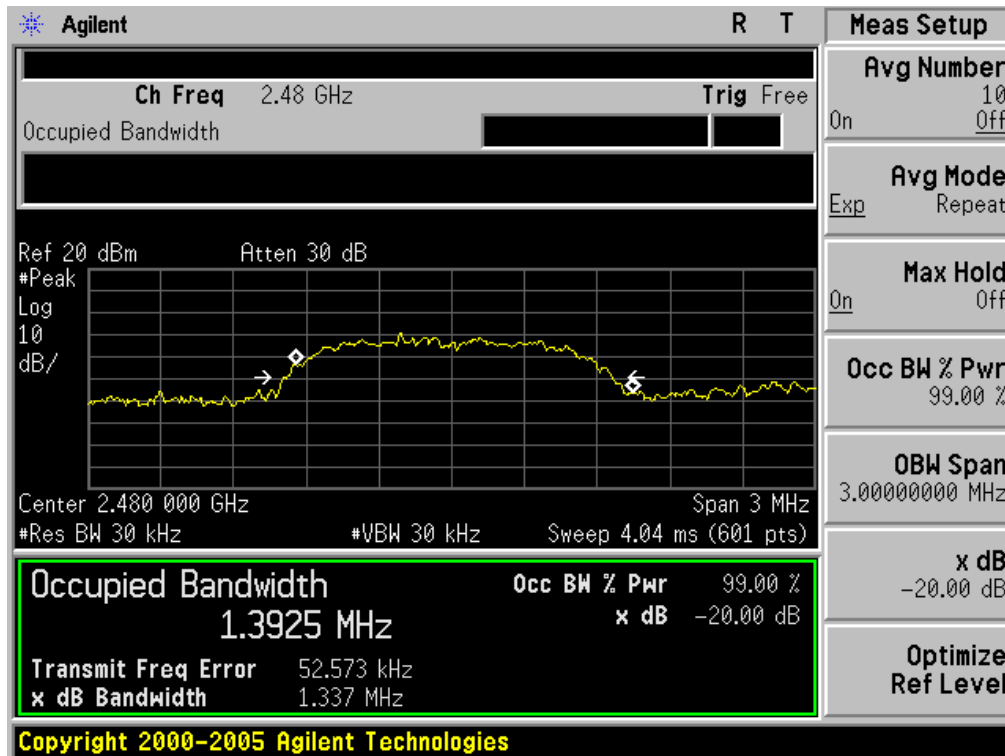 Agilent R T
Ch Freq 2.48 GHz Trig Free
Occupied Bandwidth
Ref 20 dBm Atten 30 dB
#Peak
Log
10
dB/
Center 2.480 000 GHz Span 3 MHz
#Res BW 30 kHz #VBW 30 kHz Sweep 4.04 ms (601 pts)
Occupied Bandwidth Occ BW % Pwr 99.00 %
1.3925 MHz x dB -20.00 dB
Transmit Freq Error 52.573 kHz
x dB Bandwidth 1.337 MHz
Copyright 2000-2005 Agilent Technologies
Meas Setup
Avg Number
10
On Off
Avg Mode
Exp Repeat
Max Hold
On Off
Occ BW % Pwr
99.00 %
OBW Span
3.00000000 MHz
x dB
-20.00 dB
Optimize
Ref Level